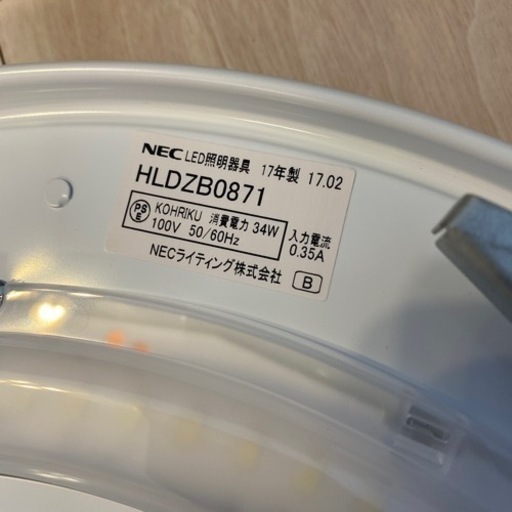 NEC LED照明器具 17年製 17.02
HLDZB0871
PSE KOHRIKU 消費電力 34W 入力電流
100V 50/60Hz 0.35A
NECライティング株式会社 B